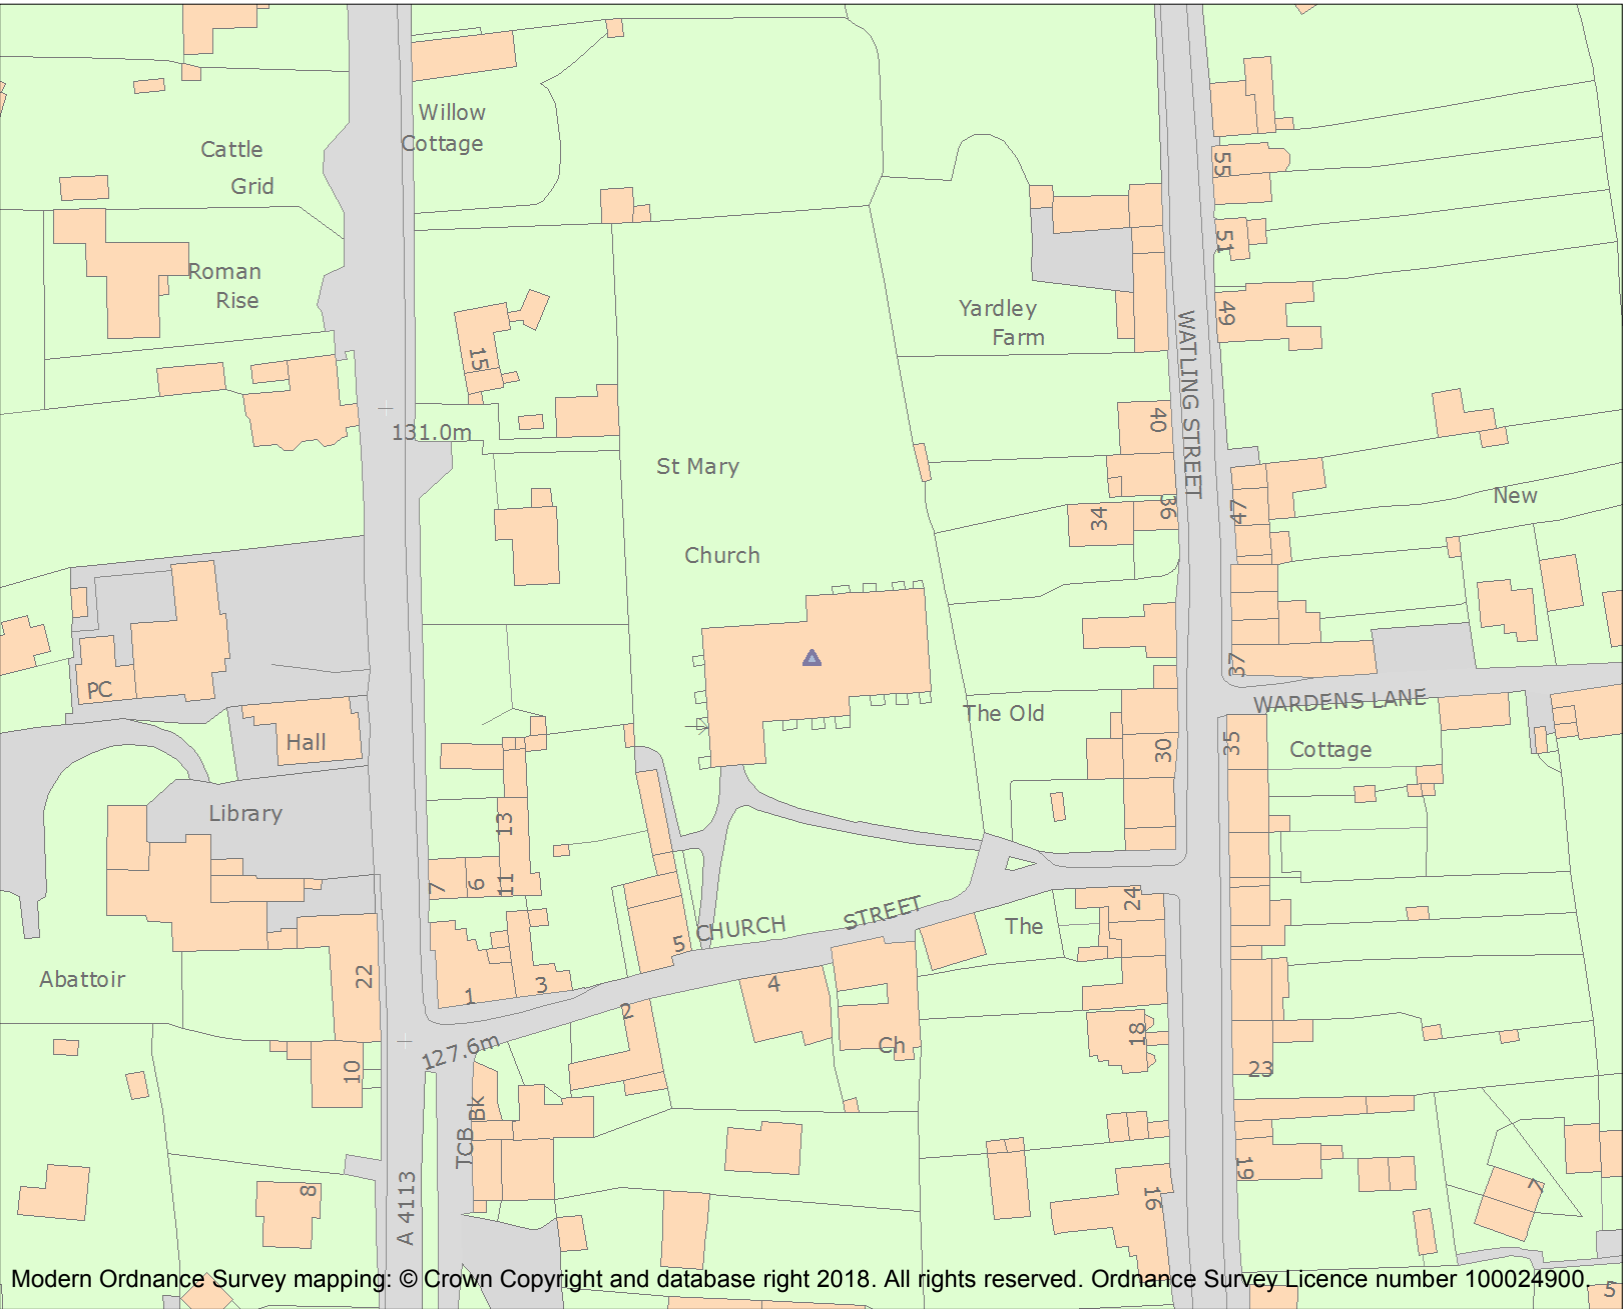 Willow
Cottage
Cattle
Grid
55
51
Roman
Rise
Yardley
Farm
49
WATLING STREET
15
40
131.0m
St Mary
36
34
47
New
Church
37
PC
WARDENS LANE
The Old
Hall
30
35
Cottage
Library
13
7
6
11
24
CHURCH
STREET
The
5
Abattoir
22
1
3
4
2
18
Ch
127.6m
10
23
TCB
Bk
19
16
7
8
A 4113
Modern Ordnance Survey mapping: © Crown Copyright and database right 2018. All rights reserved. Ordnance Survey Licence number 100024900.
5